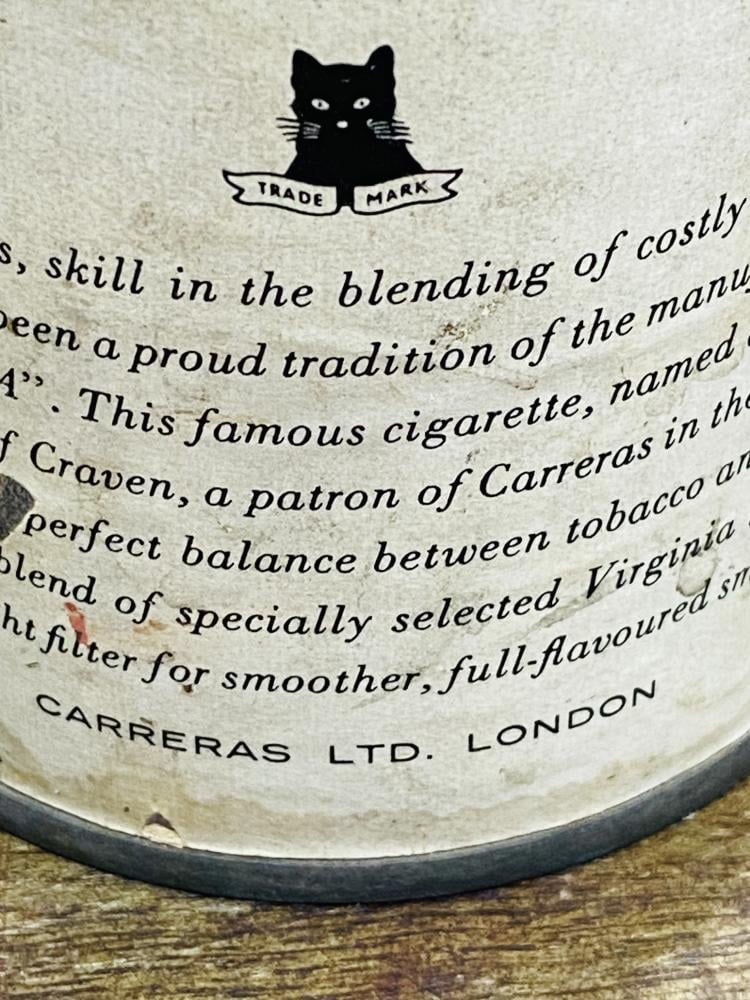 TRADE MARK
s, skill in the blending of costly
been a proud tradition of the manu
A”. This famous cigarette, named
f Craven, a patron of Carreras in the
perfect balance between tobacco an
blend of specially selected Virginia
ht filter for smoother, full-flavoured sm
CARRERAS LTD. LONDON